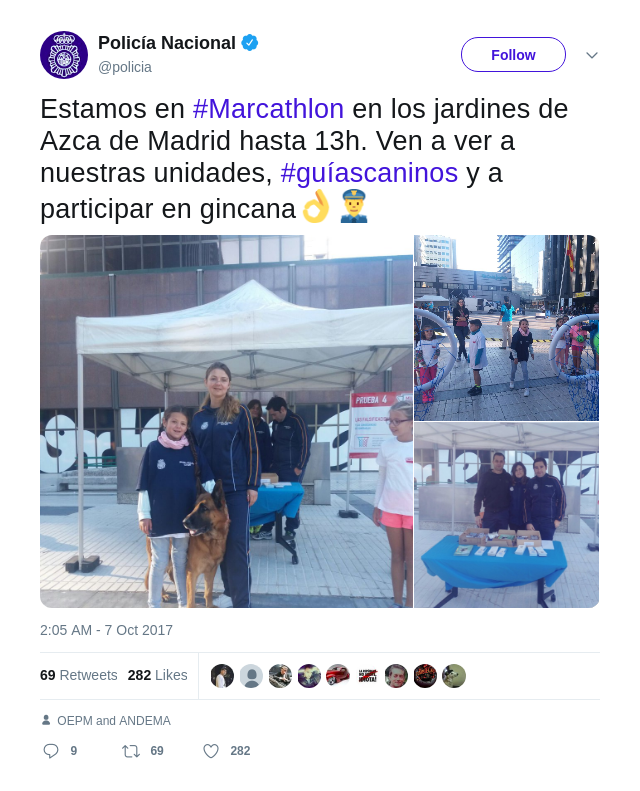 Policía Nacional
@policia
Follow
Estamos en #Marcathlon en los jardines de
Azca de Madrid hasta 13h. Ven a ver a
nuestras unidades, #guíascaninos y a
participar en gincana👌👮
PRUEBA 4
2:05 AM - 7 Oct 2017
69 Retweets 282 Likes
OEPM and ANDEMA
9 69 282